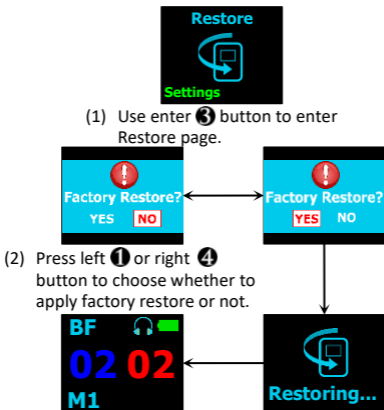 Restore
Settings
(1) Use enter ❸ button to enter
Restore page.
Factory Restore?
YES NO
Factory Restore?
YES NO
(2) Press left ❶ or right ❹
button to choose whether to
apply factory restore or not.
BF
02 02
M1
Restoring...